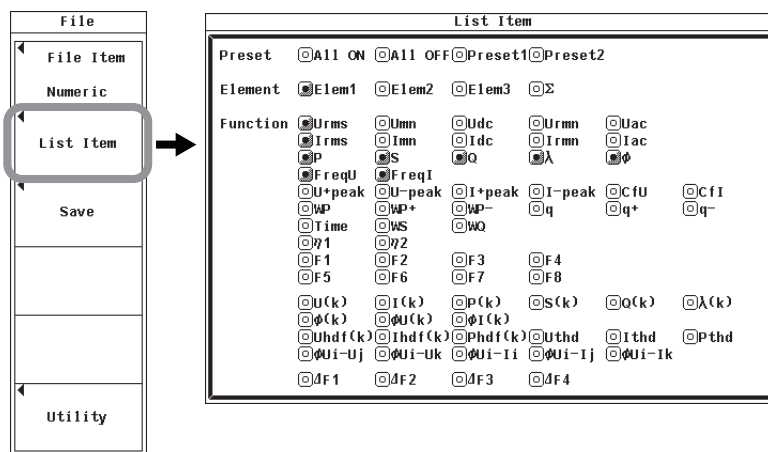 File
File Item
Numeric
List Item
Save
Utility
List Item
Preset All ON All OFF Preset1 Preset2
Element Elem1 Elem2 Elem3 Σ
Function Urms Umn Udc Urmn Uac
Irms Imn Idc Irmn Iac
P S Q λ ϕ
FreqU FreqI
U+peak U-peak I+peak I-peak CfU CfI
WP WP+ WP- q q+ q-
Time WS WQ
η1 η2
F1 F2 F3 F4
F5 F6 F7 F8
U(k) I(k) P(k) S(k) Q(k) λ(k)
ϕ(k) ϕU(k) ϕI(k)
Uhdf(k) Ihdf(k) Phdf(k) Uthd Ithd Pthd
ϕUi-Uj ϕUi-Uk ϕUi-Ii ϕUi-Ij ϕUi-Ik
ΔF1 ΔF2 ΔF3 ΔF4